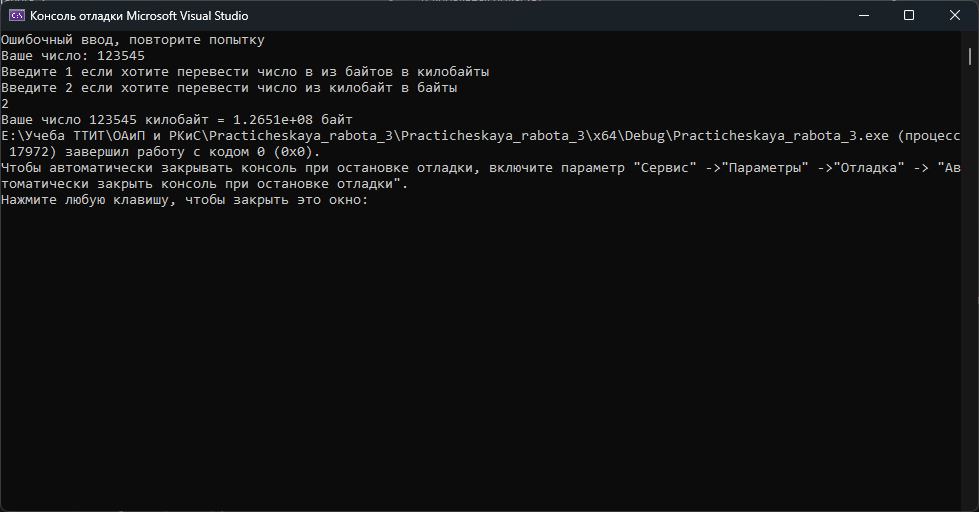 Консоль отладки Microsoft Visual Studio
Ошибочный ввод, повторите попытку
Ваше число: 123545
Введите 1 если хотите перевести число в из байтов в килобайты
Введите 2 если хотите перевести число из килобайт в байты
2
Ваше число 123545 килобайт = 1.2651e+08 байт
E:\Учеба ТТИТ\ОАиП и РКиС\Practicheskaya_rabota_3\Practicheskaya_rabota_3\x64\Debug\Practicheskaya_rabota_3.exe (процесс
17972) завершил работу с кодом 0 (0x0).
Чтобы автоматически закрывать консоль при остановке отладки, включите параметр "Сервис" ->"Параметры" ->"Отладка" -> "Ав
томатически закрыть консоль при остановке отладки".
Нажмите любую клавишу, чтобы закрыть это окно: